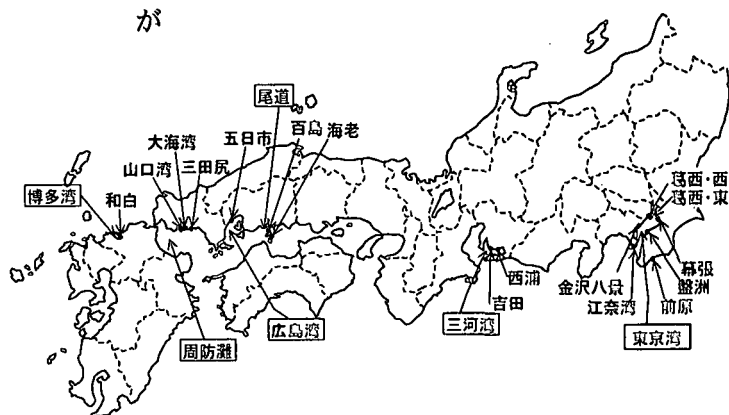 が
尾道
百島
海老
五日市
大海湾
三田尻
山口湾
博多湾
和白
葛西・西
葛西・東
幕張
盤洲
金沢八景
江奈湾
前原
西浦
吉田
三河湾
東京湾
広島湾
周防灘